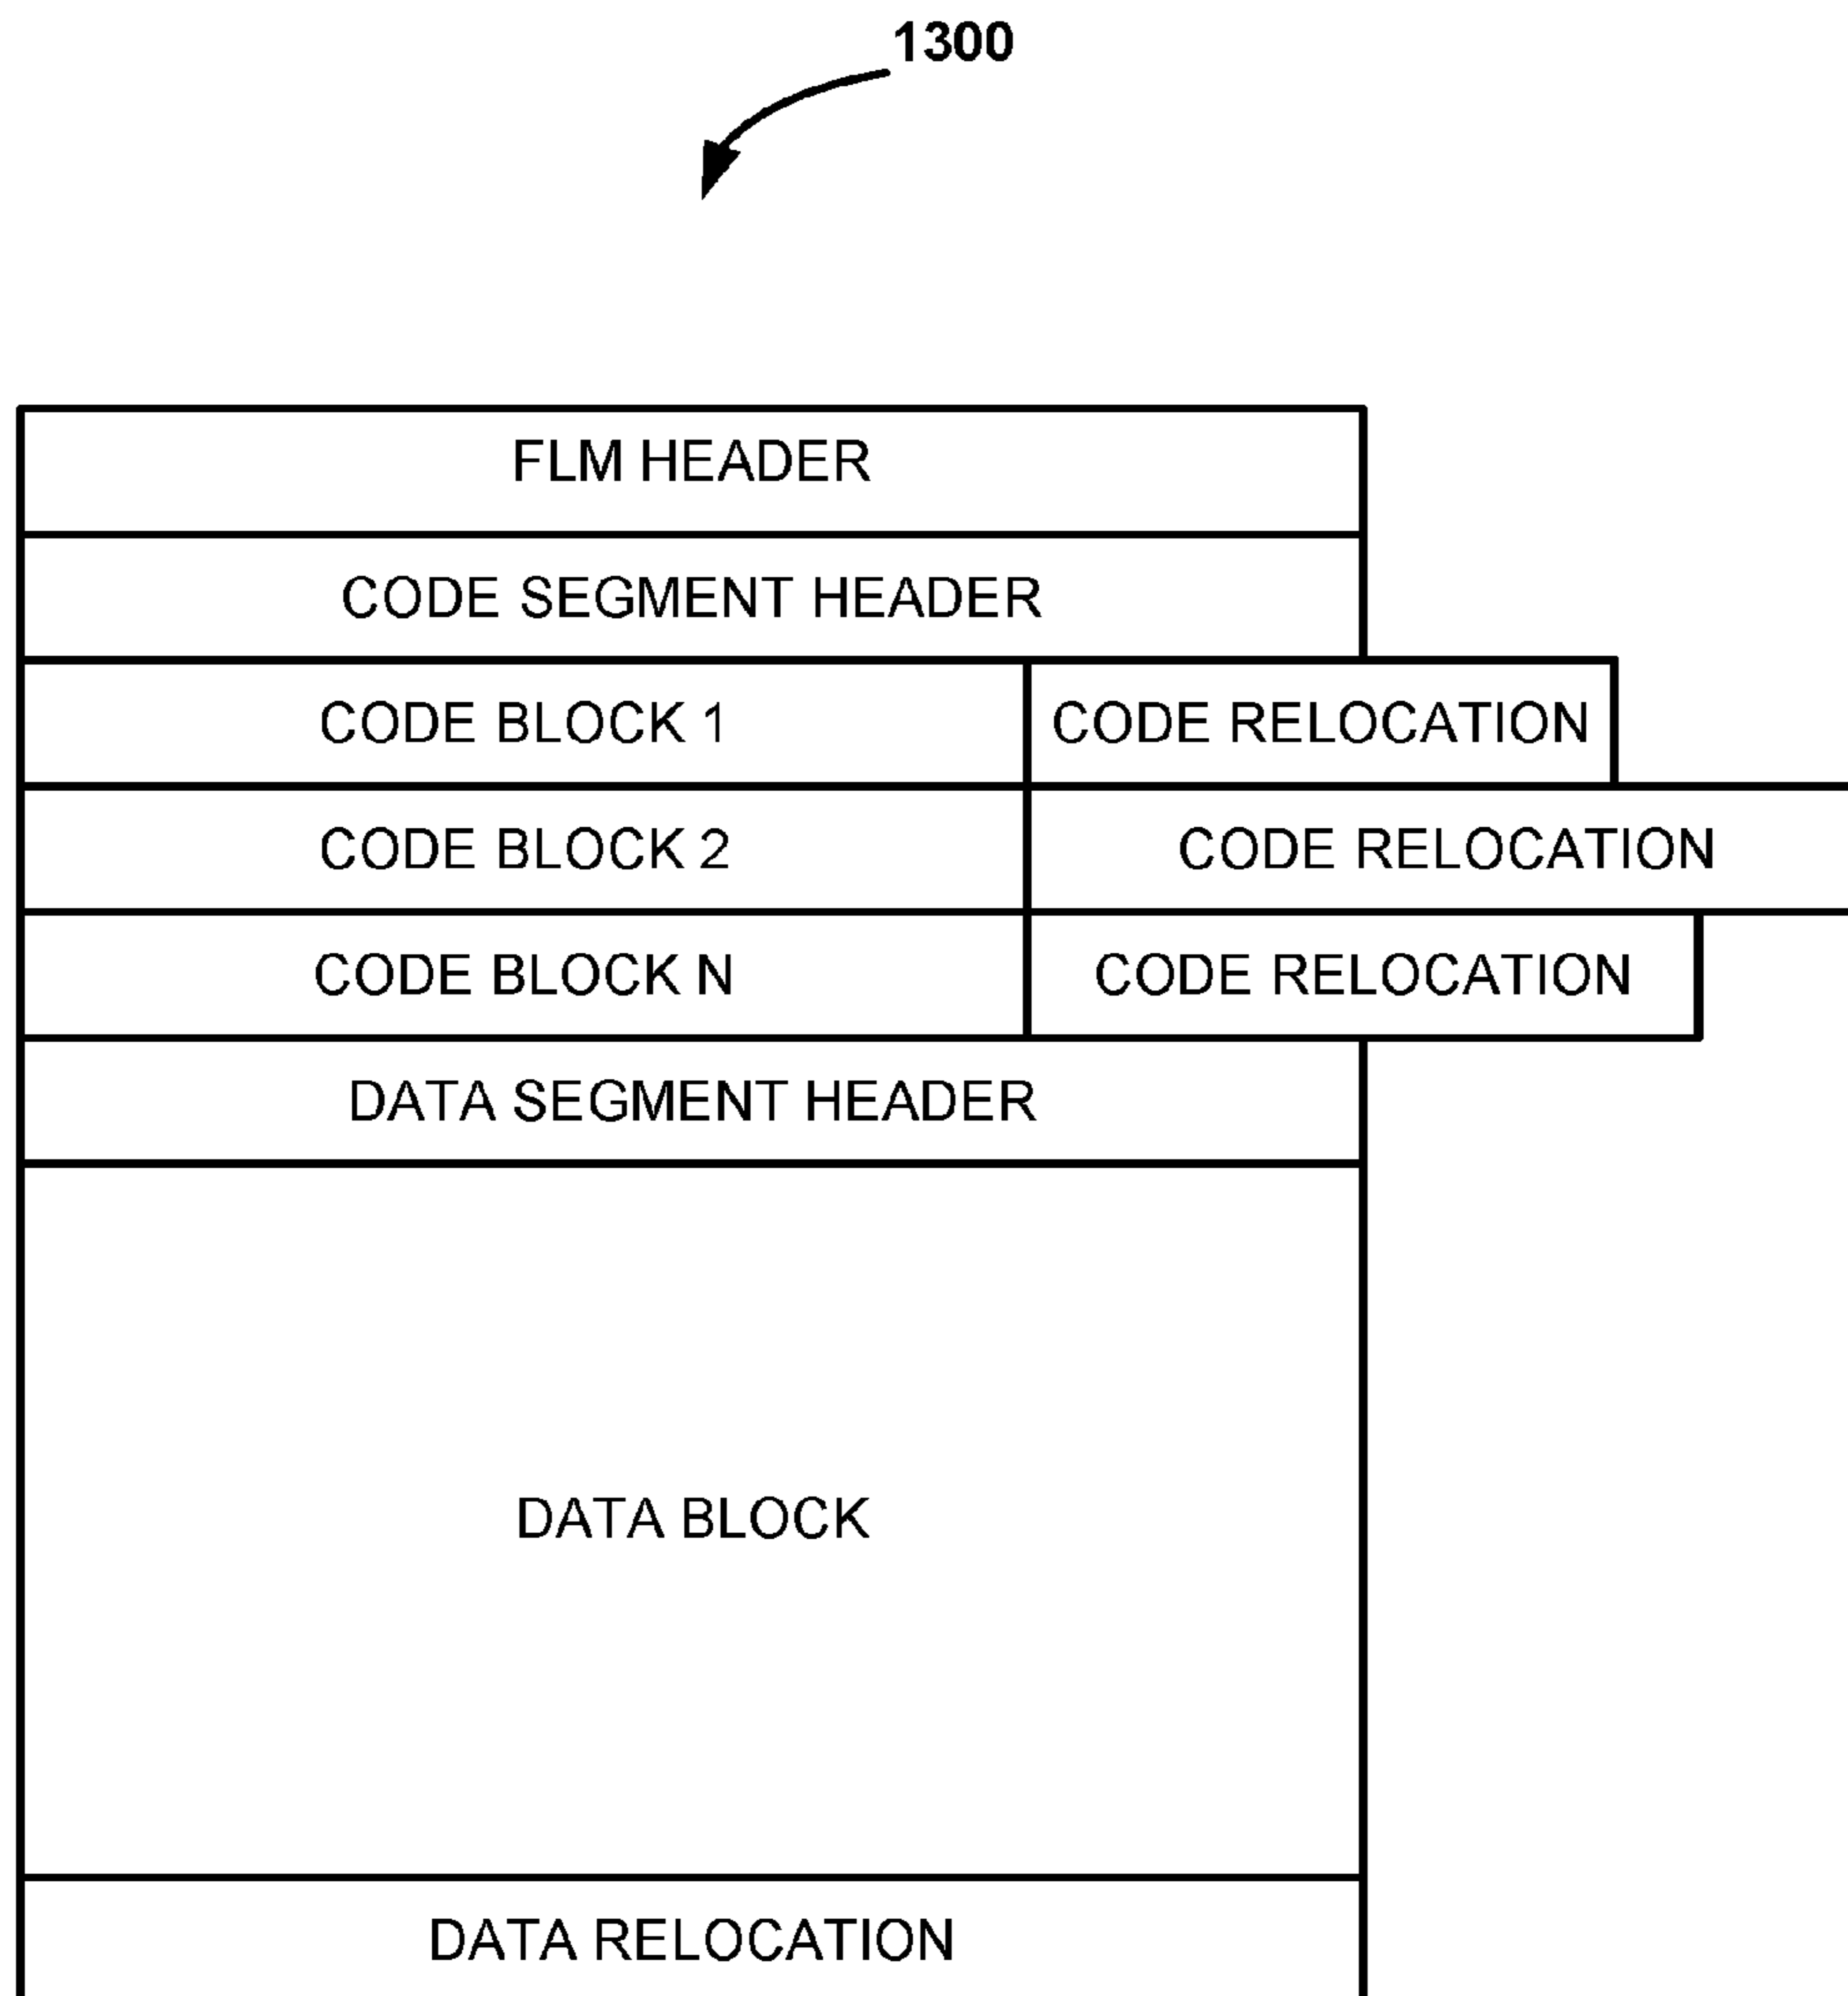 1300
FLM HEADER
CODE SEGMENT HEADER
CODE BLOCK 1 CODE RELOCATION
CODE BLOCK 2 CODE RELOCATION
CODE BLOCK N CODE RELOCATION
DATA SEGMENT HEADER
DATA BLOCK
DATA RELOCATION